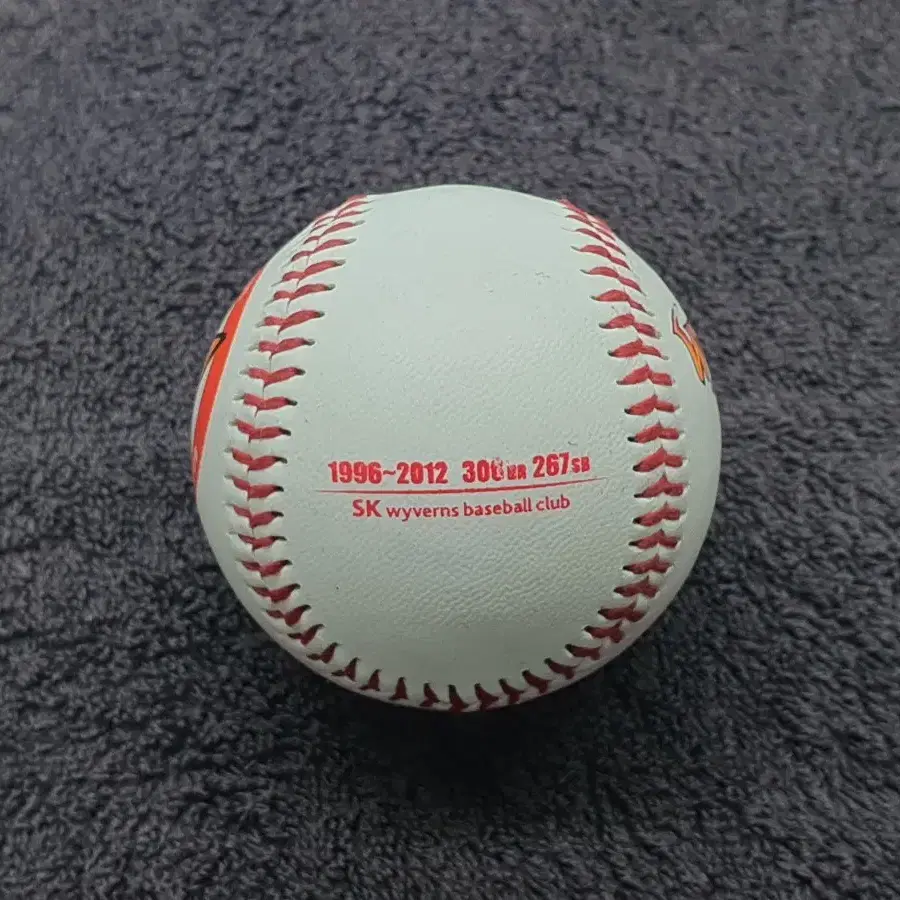 1996~2012 300HR 267SB
SK wyverns baseball club